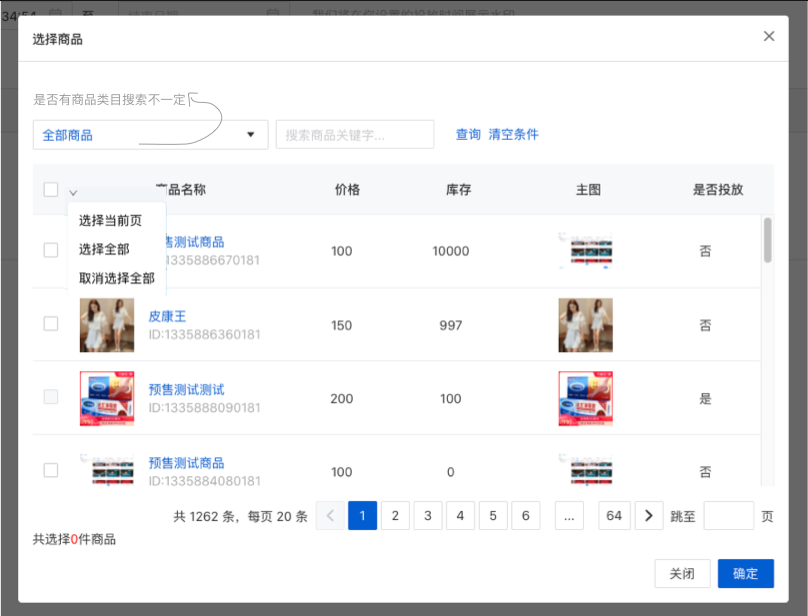 34:54
至
选择商品
是否有商品类目搜索不一定
全部商品
搜索商品关键字...
查询 清空条件
商品名称 价格 库存 主图 是否投放
选择当前页
选择全部
取消选择全部
售测试商品
1335886670181
100 10000 否
皮康王
ID:1335886360181
150 997 否
预售测试测试
ID:1335888090181
200 100 是
预售测试商品
ID:1335884080181
100 0 否
共 1262 条，每页 20 条 1 2 3 4 5 6 ... 64 跳至 页
共选择0件商品
关闭 确定